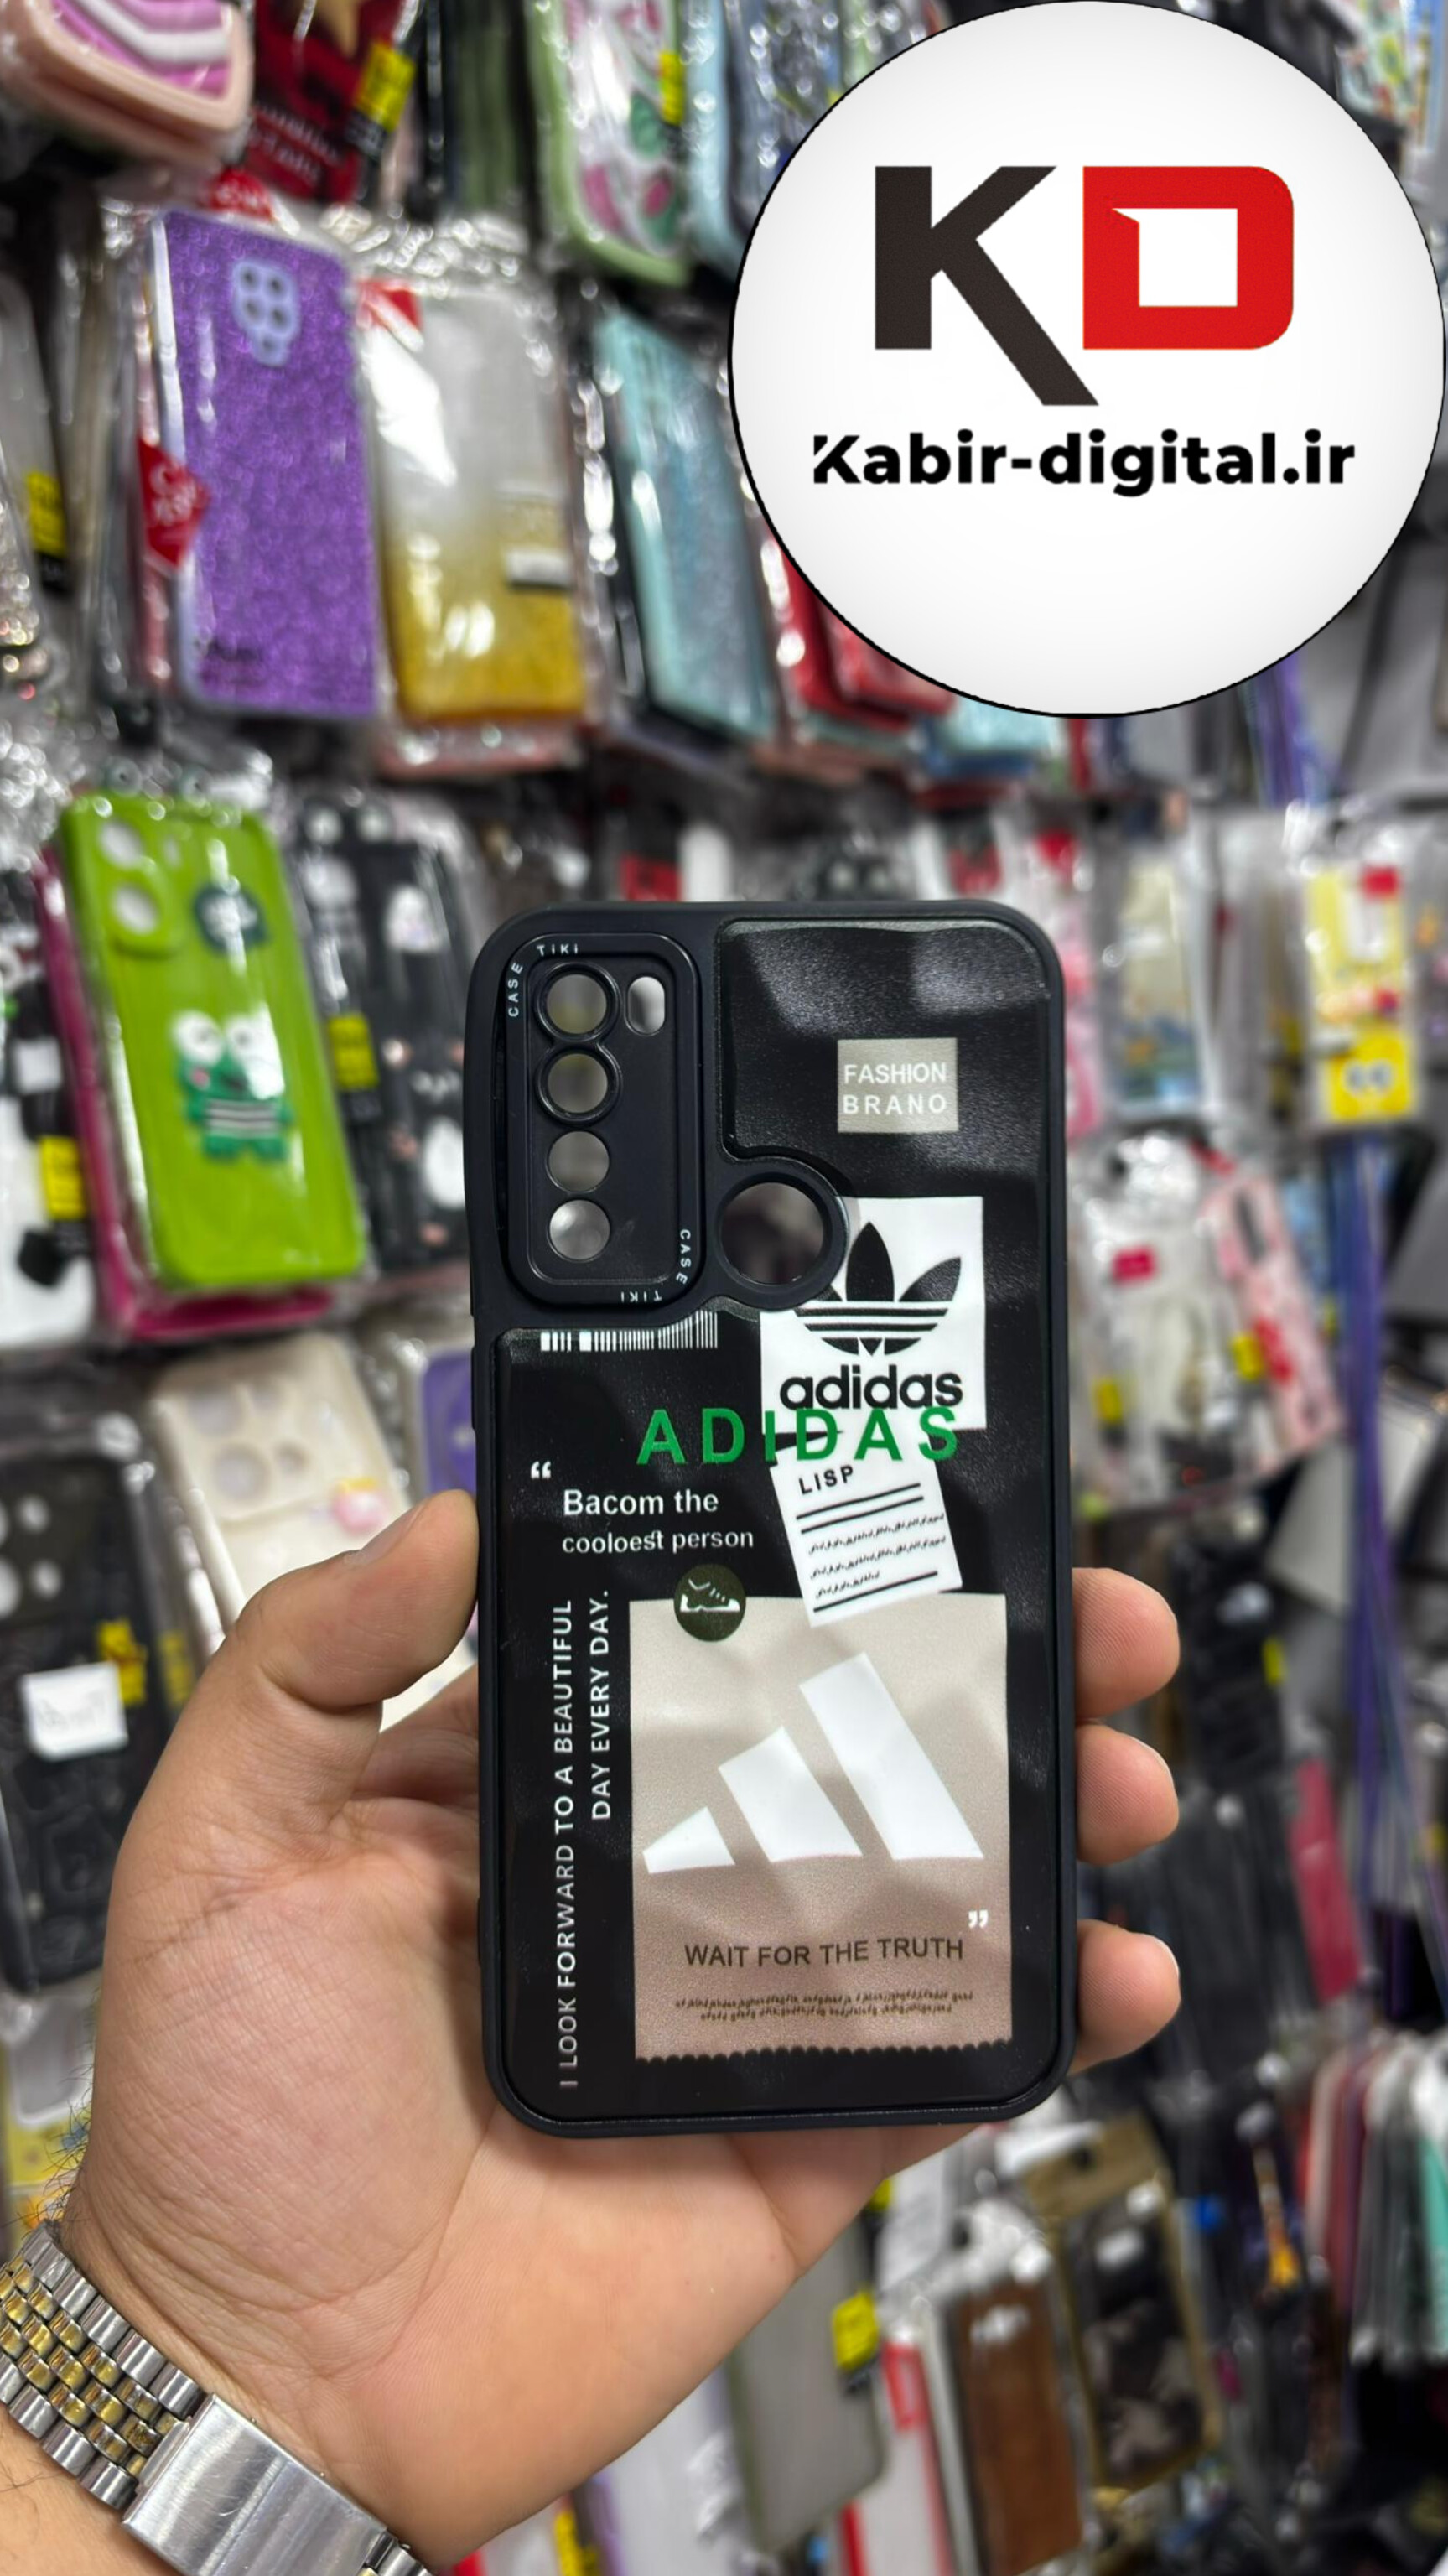 KD
Kabir-digital.ir
TiKi
CASE
FASHION
BRANO
CASE
TIKI
adidas
ADIDAS
LISP
“
Bacom the
cooloest person
I LOOK FORWARD TO A BEAUTIFUL
DAY EVERY DAY.
”
WAIT FOR THE TRUTH